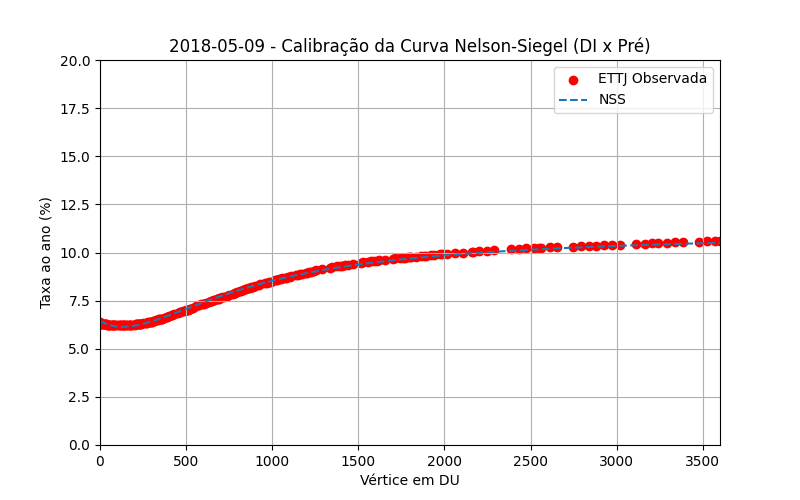 2018-05-09 - Calibração da Curva Nelson-Siegel (DI x Pré)
ETTJ Observada
NSS
20.0
17.5
15.0
12.5
10.0
7.5
5.0
2.5
0.0
Taxa ao ano (%)
0 500 1000 1500 2000 2500 3000 3500
Vértice em DU